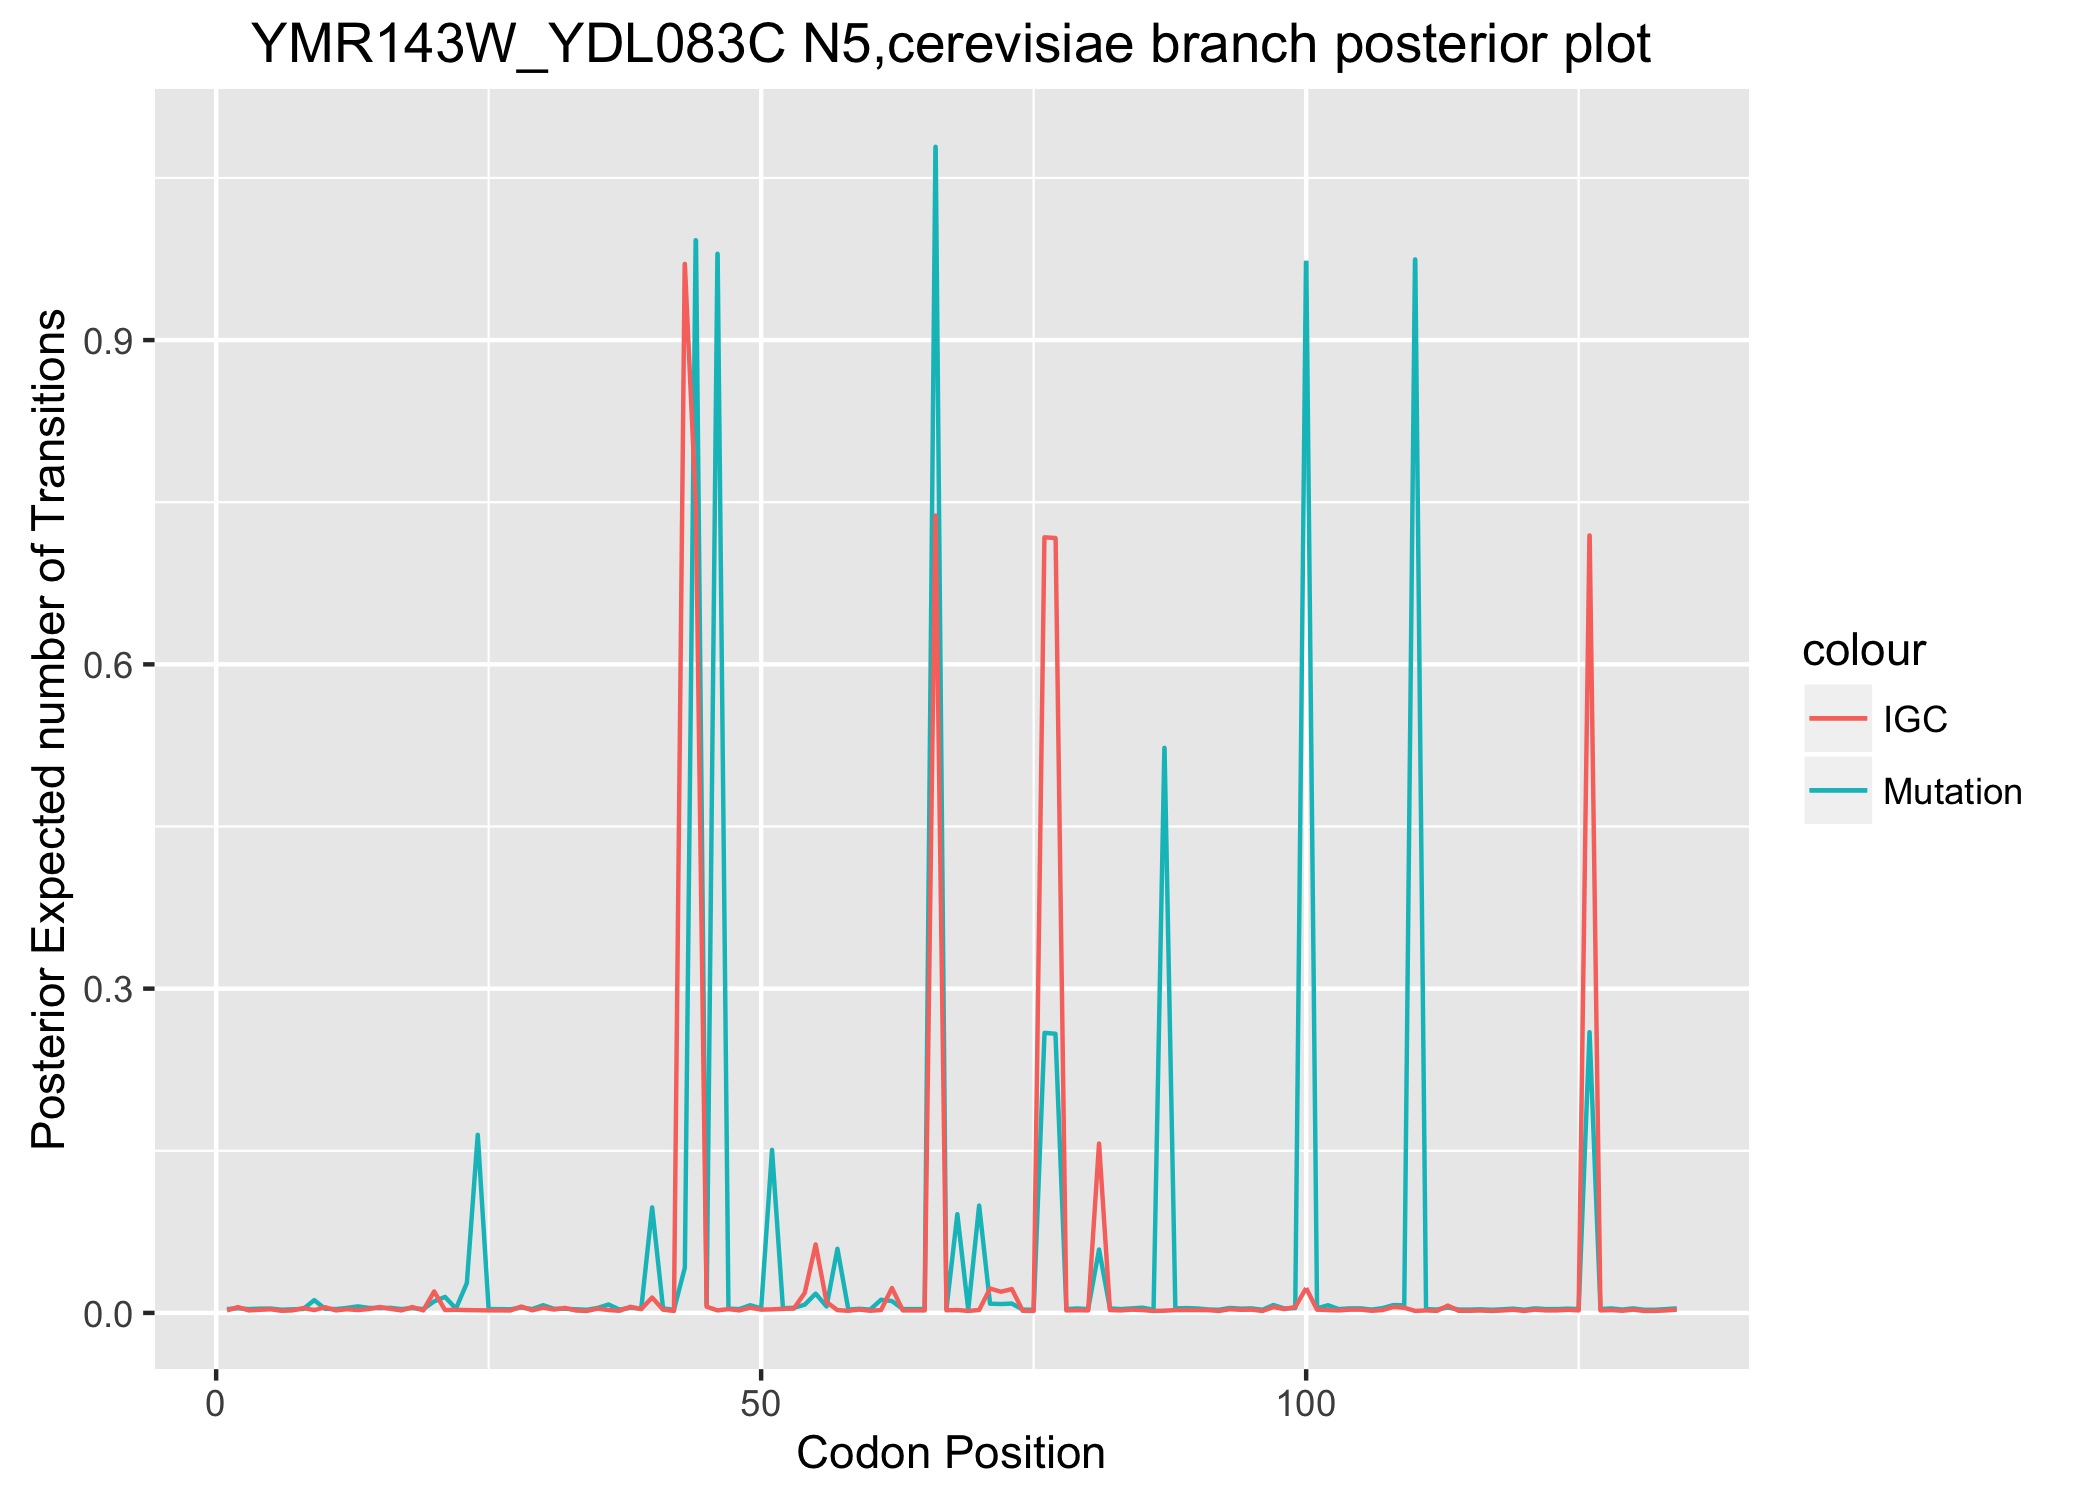 YMR143W_YDL083C N5,cerevisiae branch posterior plot
Posterior Expected number of Transitions
0.9
0.6
0.3
0.0
0
50
100
Codon Position
colour
IGC
Mutation